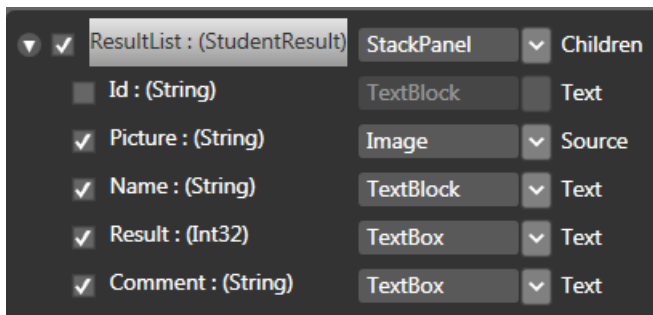 ResultList : (StudentResult) StackPanel Children
Id : (String) TextBlock Text
Picture : (String) Image Source
Name : (String) TextBlock Text
Result : (Int32) TextBox Text
Comment : (String) TextBox Text